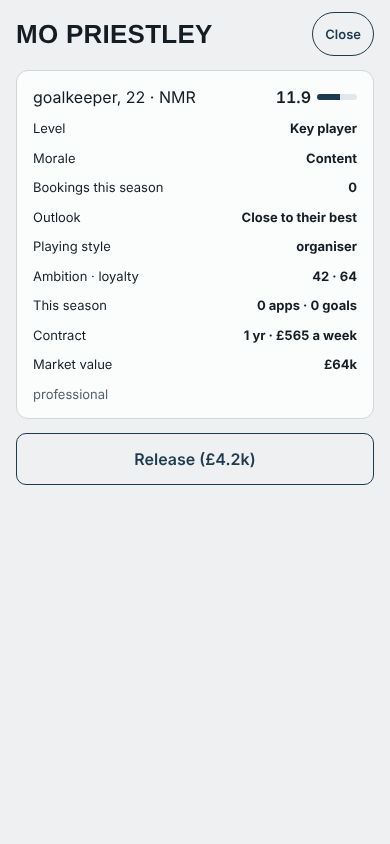 MO PRIESTLEY
Close
goalkeeper, 22 · NMR 11.9
Level Key player
Morale Content
Bookings this season 0
Outlook Close to their best
Playing style organiser
Ambition · loyalty 42 · 64
This season 0 apps · 0 goals
Contract 1 yr · £565 a week
Market value £64k
professional
Release (£4.2k)